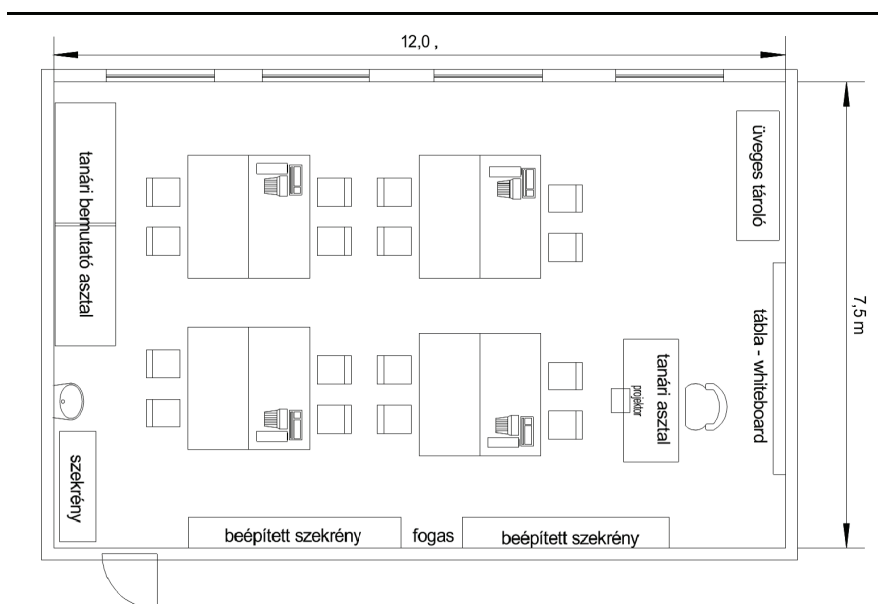 12,0 ,
tanári bemutató asztal
üveges tároló
7,5 m
tábla - whiteboard
tanári asztal
projektor
szekrény
beépített szekrény
fogas
beépített szekrény